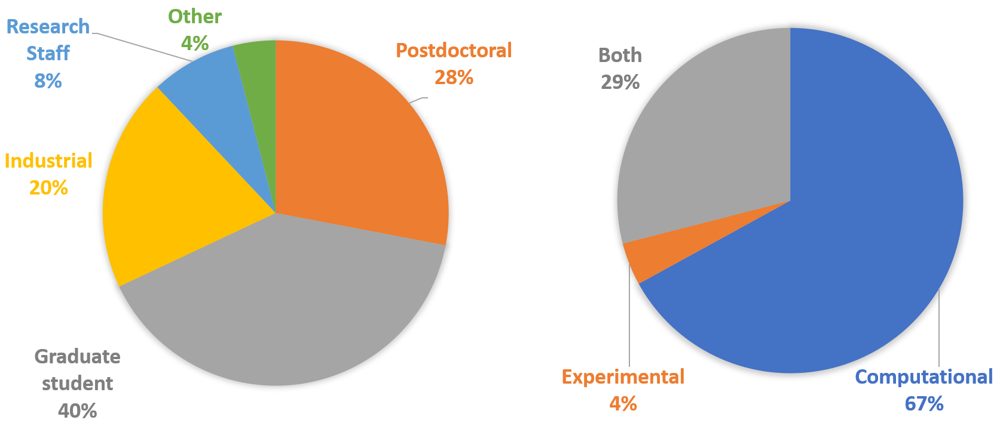 Other
4%
Research
Staff
8%
Postdoctoral
28%
Industrial
20%
Graduate
student
40%
Both
29%
Experimental
4%
Computational
67%